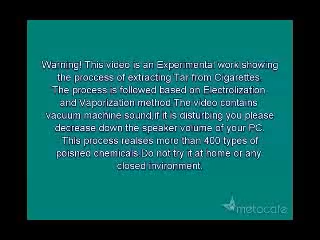 Warning! This video is an Experimental work showing
the proccess of extracting Tar from Cigarettes.
The process is followed based on Electrolization
and Vaporization method The video contains
vacuum machine sound,if it is disturbing you please
decrease down the speaker volume of your PC.
This process realses more than 400 types of
poisned chemicals.Do not try it at home or any
closed invironment.
metacafe